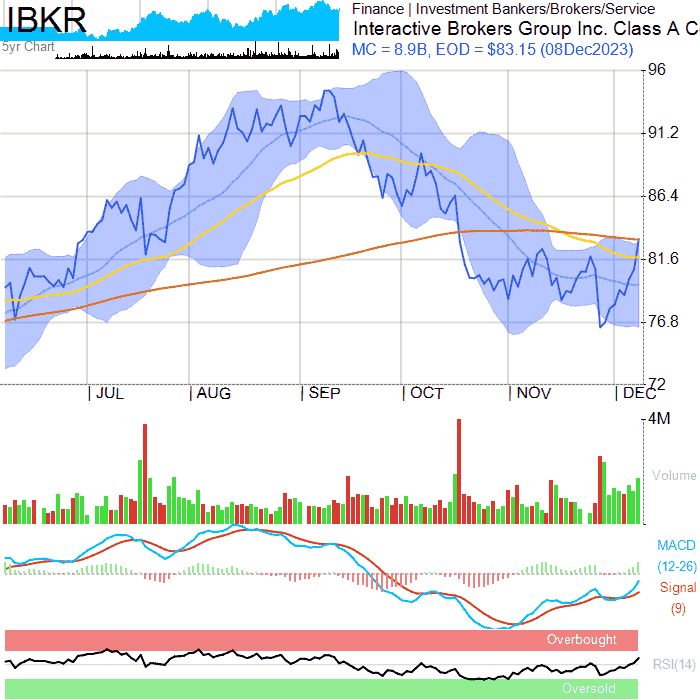 IBKR
5yr Chart
Finance | Investment Bankers/Brokers/Service
Interactive Brokers Group Inc. Class A C
MC = 8.9B, EOD = $83.15 (08Dec2023)
96
91.2
86.4
81.6
76.8
72
JUL AUG SEP OCT NOV DEC
4M
Volume
MACD
(12-26)
Signal
(9)
Overbought
RSI(14)
Oversold